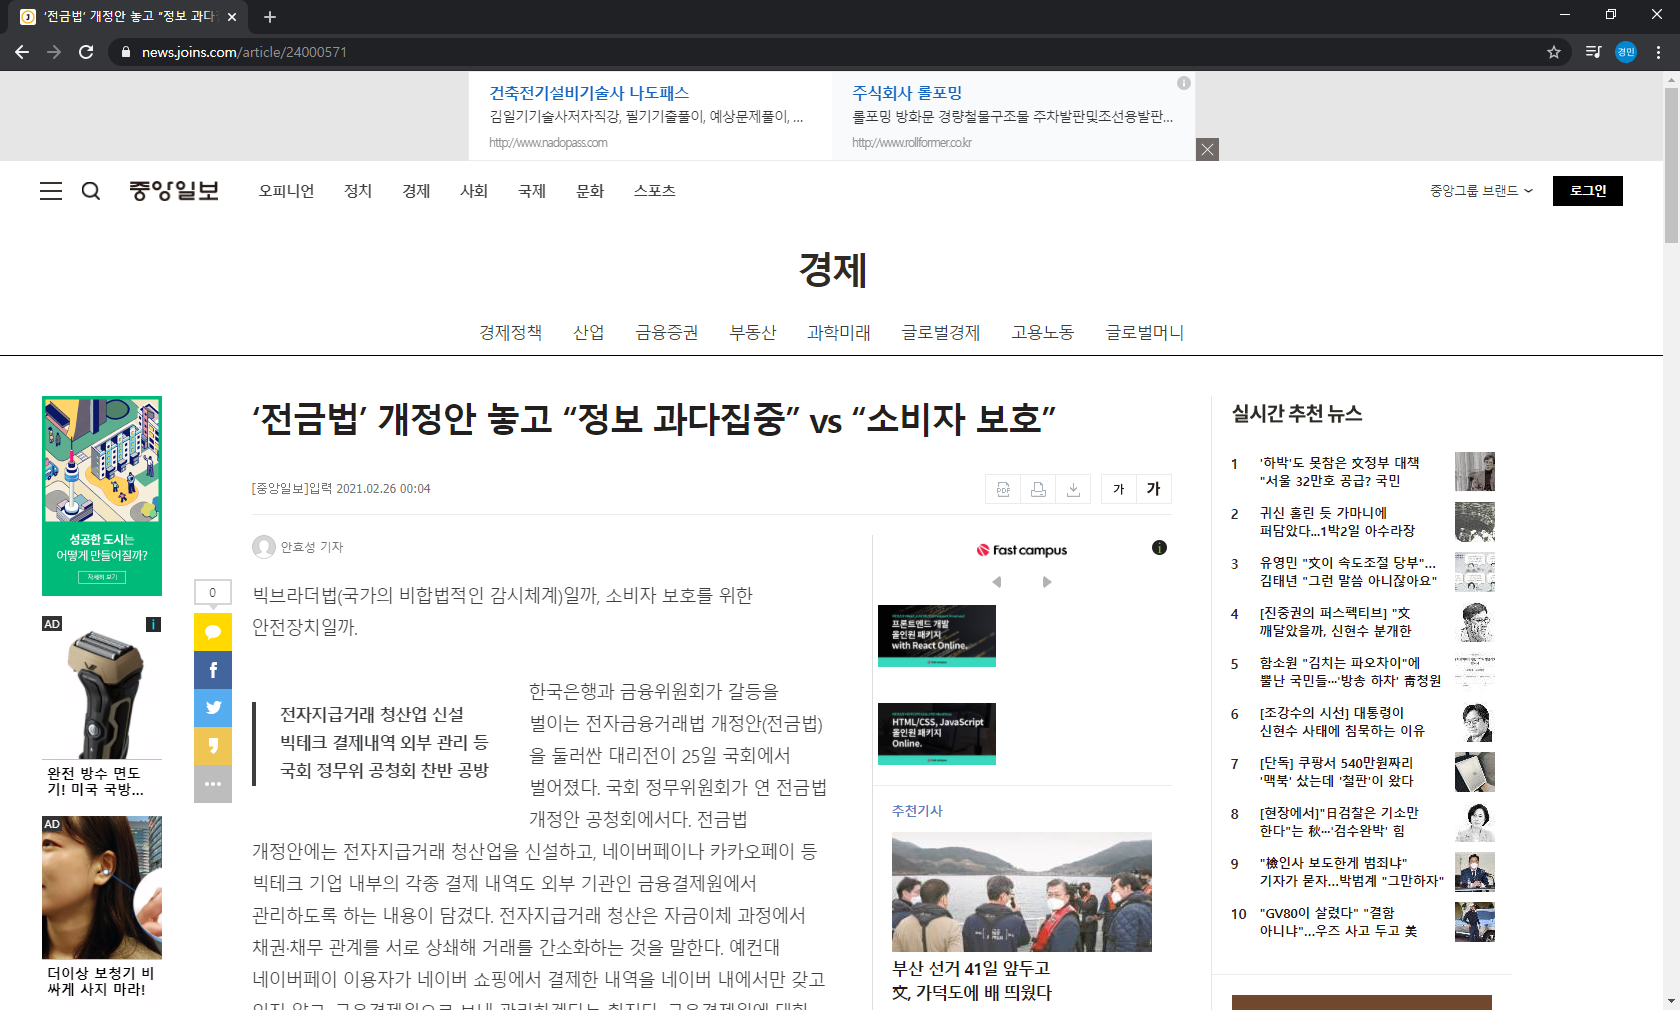 '전금법' 개정안 놓고 "정보 과다
news.joins.com/article/24000571
경민
건축전기설비기술사 나도패스
김일기기술사저자직강, 필기기출풀이, 예상문제풀이, ...
http://www.nadopass.com
주식회사 롤포밍
롤포밍 방화문 경량철물구조물 주차발판및조선용발판...
http://www.rollformer.co.kr
중앙일보
오피니언 정치 경제 사회 국제 문화 스포츠
중앙그룹 브랜드
로그인
경제
경제정책 산업 금융증권 부동산 과학미래 글로벌경제 고용노동 글로벌머니
성공한 도시는
어떻게 만들어질까?
자세히 보기
AD
완전 방수 면도
기! 미국 국방...
AD
더이상 보청기 비
싸게 사지 마라!
‘전금법’ 개정안 놓고 “정보 과다집중” vs “소비자 보호”
[중앙일보]입력 2021.02.26 00:04
PDF
가 가
안효성 기자
0
빅브라더법(국가의 비합법적인 감시체계)일까, 소비자 보호를 위한
안전장치일까.
전자지급거래 청산업 신설
빅테크 결제내역 외부 관리 등
국회 정무위 공청회 찬반 공방
한국은행과 금융위원회가 갈등을
벌이는 전자금융거래법 개정안(전금법)
을 둘러싼 대리전이 25일 국회에서
벌어졌다. 국회 정무위원회가 연 전금법
개정안 공청회에서다. 전금법
개정안에는 전자지급거래 청산업을 신설하고, 네이버페이나 카카오페이 등
빅테크 기업 내부의 각종 결제 내역도 외부 기관인 금융결제원에서
관리하도록 하는 내용이 담겼다. 전자지급거래 청산은 자금이체 과정에서
채권·채무 관계를 서로 상쇄해 거래를 간소화하는 것을 말한다. 예컨대
네이버페이 이용자가 네이버 쇼핑에서 결제한 내역을 네이버 내에서만 갖고
Fast campus
프론트엔드 개발
올인원 패키지
with React Online.
HTML/CSS, JavaScript
올인원 패키지
Online.
추천기사
부산 선거 41일 앞두고
文, 가덕도에 배 띄웠다
실시간 추천 뉴스
1 '하박'도 못참은 文정부 대책
"서울 32만호 공급? 국민
2 귀신 홀린 듯 가마니에
퍼담았다...1박2일 아수라장
3 유영민 "文이 속도조절 당부"...
김태년 "그런 말씀 아니잖아요"
4 [진중권의 퍼스펙티브] "文
깨달았을까, 신현수 분개한
5 함소원 "김치는 파오차이"에
뿔난 국민들…'방송 하차' 靑청원
6 [조강수의 시선] 대통령이
신현수 사태에 침묵하는 이유
7 [단독] 쿠팡서 540만원짜리
'맥북' 샀는데 '철판'이 왔다
8 [현장에서]"日검찰은 기소만
한다"는 秋…'검수완박' 힘
9 "檢인사 보도한게 범죄냐"
기자가 묻자...박범계 "그만하자"
10 "GV80이 살렸다" "결함
아니냐"...우즈 사고 두고 美